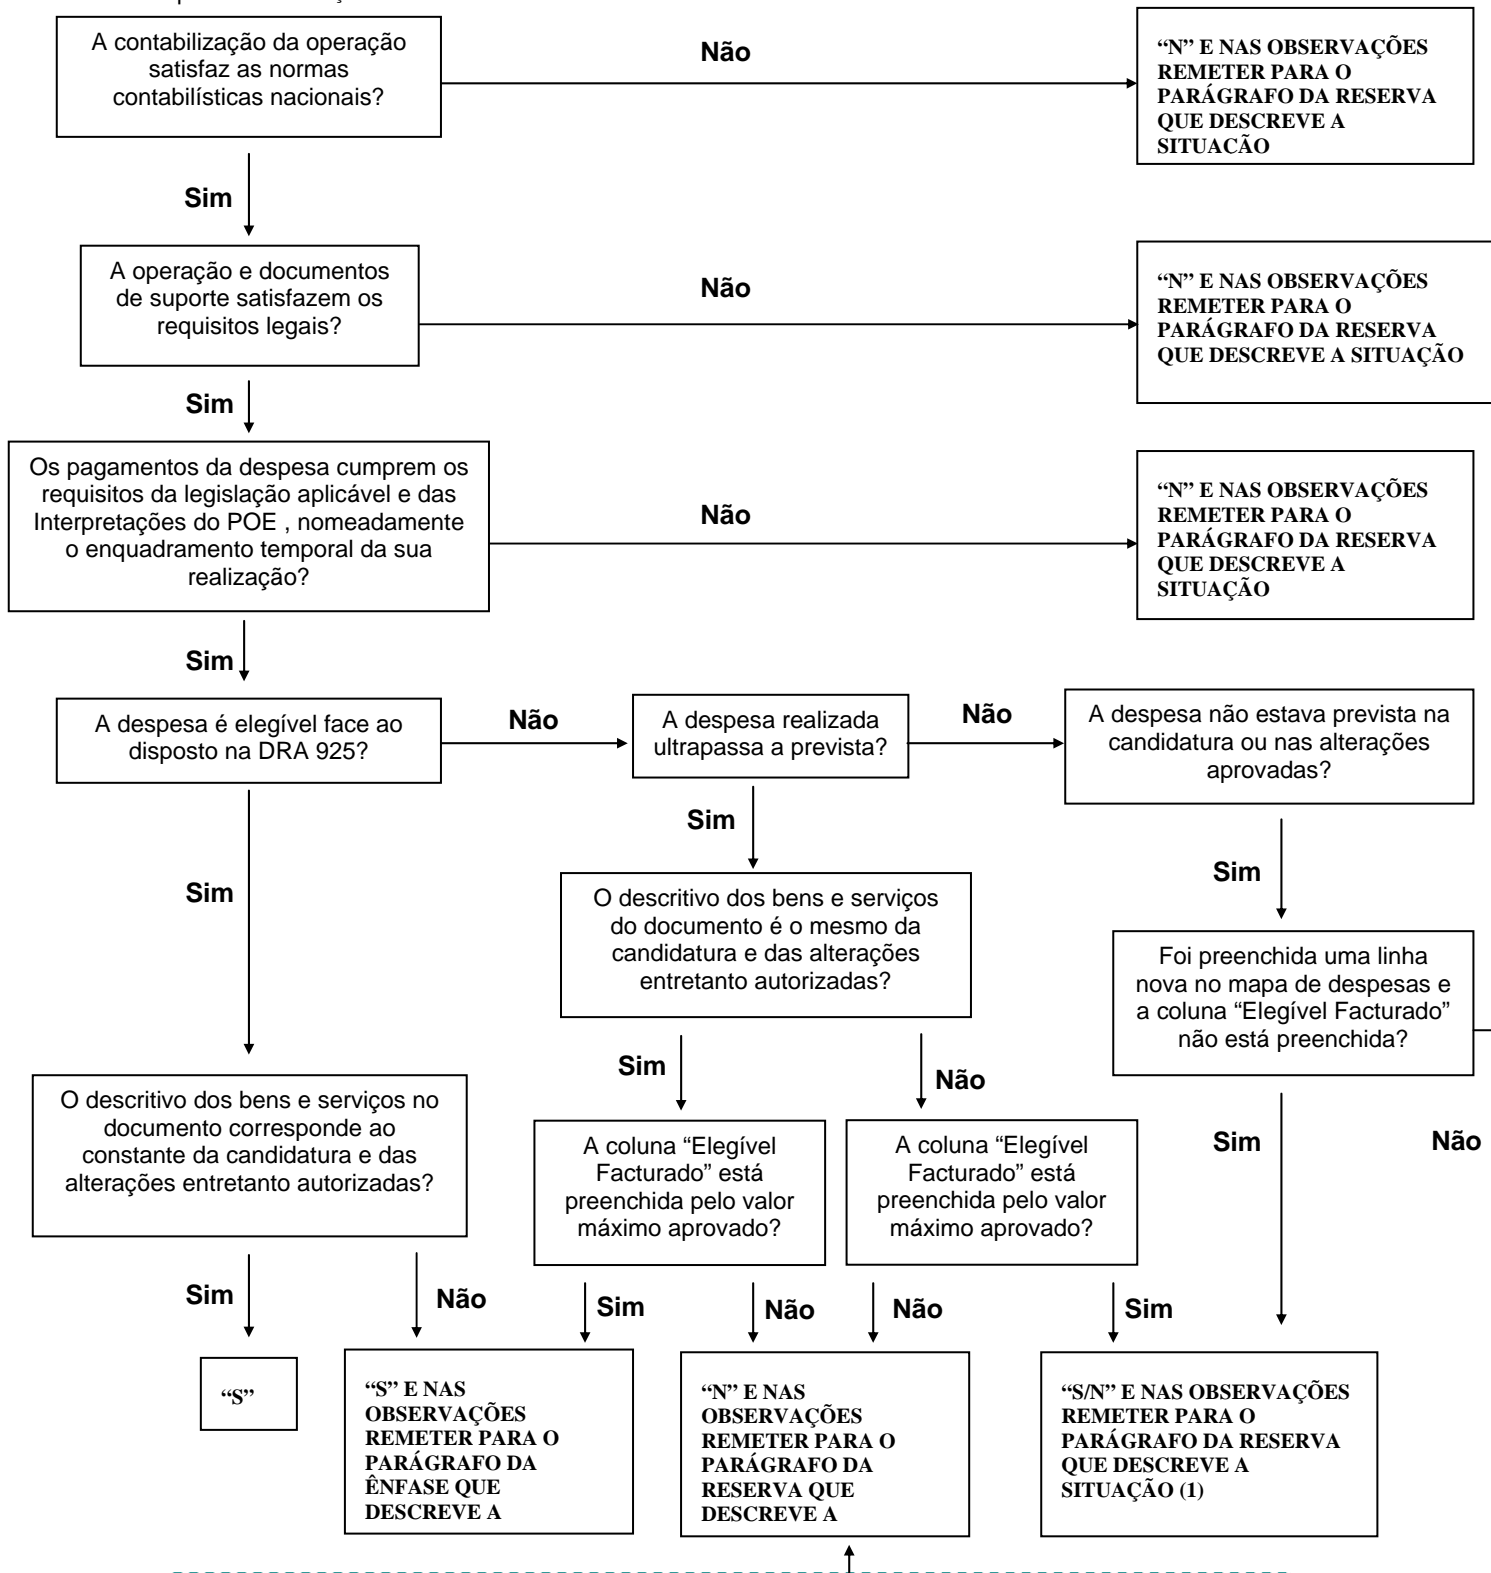 A contabilização da operação
satisfaz as normas
contabilísticas nacionais?
Não
“N” E NAS OBSERVAÇÕES
REMETER PARA O
PARÁGRAFO DA RESERVA
QUE DESCREVE A
SITUACÃO
Sim
A operação e documentos
de suporte satisfazem os
requisitos legais?
Não
“N” E NAS OBSERVAÇÕES
REMETER PARA O
PARÁGRAFO DA RESERVA
QUE DESCREVE A SITUAÇÃO
Sim
Os pagamentos da despesa cumprem os
requisitos da legislação aplicável e das
Interpretações do POE , nomeadamente
o enquadramento temporal da sua
realização?
Não
“N” E NAS OBSERVAÇÕES
REMETER PARA O
PARÁGRAFO DA RESERVA
QUE DESCREVE A
SITUAÇÃO
Sim
A despesa é elegível face ao
disposto na DRA 925?
Não
A despesa realizada
ultrapassa a prevista?
Não
A despesa não estava prevista na
candidatura ou nas alterações
aprovadas?
Sim
Sim
Sim
O descritivo dos bens e serviços
do documento é o mesmo da
candidatura e das alterações
entretanto autorizadas?
Foi preenchida uma linha
nova no mapa de despesas e
a coluna “Elegível Facturado”
não está preenchida?
Sim
Não
O descritivo dos bens e serviços no
documento corresponde ao
constante da candidatura e das
alterações entretanto autorizadas?
A coluna “Elegível
Facturado” está
preenchida pelo valor
máximo aprovado?
A coluna “Elegível
Facturado” está
preenchida pelo valor
máximo aprovado?
Sim
Não
Sim
Não
Sim
Não
Não
Sim
“S”
“S” E NAS
OBSERVAÇÕES
REMETER PARA O
PARÁGRAFO DA
ÊNFASE QUE
DESCREVE A
“N” E NAS
OBSERVAÇÕES
REMETER PARA O
PARÁGRAFO DA
RESERVA QUE
DESCREVE A
“S/N” E NAS OBSERVAÇÕES
REMETER PARA O
PARÁGRAFO DA RESERVA
QUE DESCREVE A
SITUAÇÃO (1)